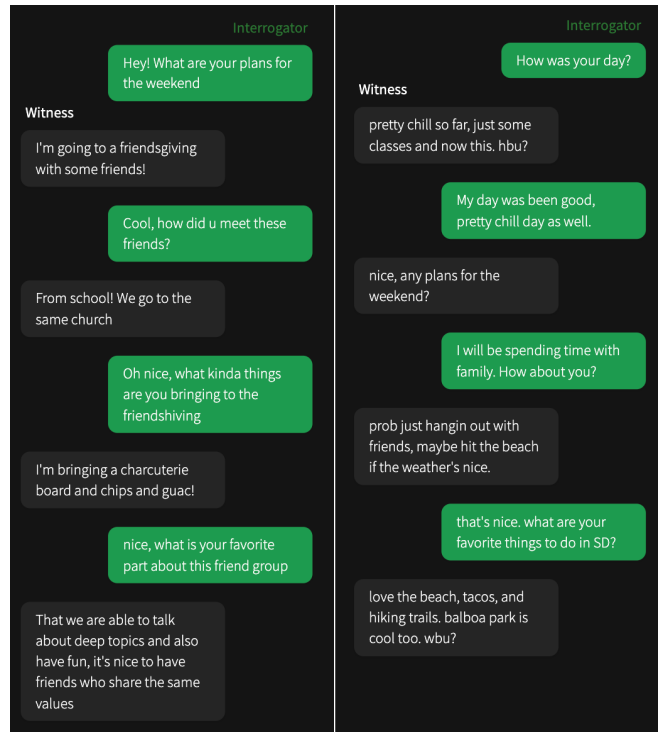 Interrogator
Hey! What are your plans for
the weekend
Witness
I'm going to a friendsgiving
with some friends!
Cool, how did u meet these
friends?
From school! We go to the
same church
Oh nice, what kinda things
are you bringing to the
friendshiving
I'm bringing a charcuterie
board and chips and guac!
nice, what is your favorite
part about this friend group
That we are able to talk
about deep topics and also
have fun, it's nice to have
friends who share the same
values
Interrogator
How was your day?
Witness
pretty chill so far, just some
classes and now this. hbu?
My day was been good,
pretty chill day as well.
nice, any plans for the
weekend?
I will be spending time with
family. How about you?
prob just hangin out with
friends, maybe hit the beach
if the weather's nice.
that's nice. what are your
favorite things to do in SD?
love the beach, tacos, and
hiking trails. balboa park is
cool too. wbu?